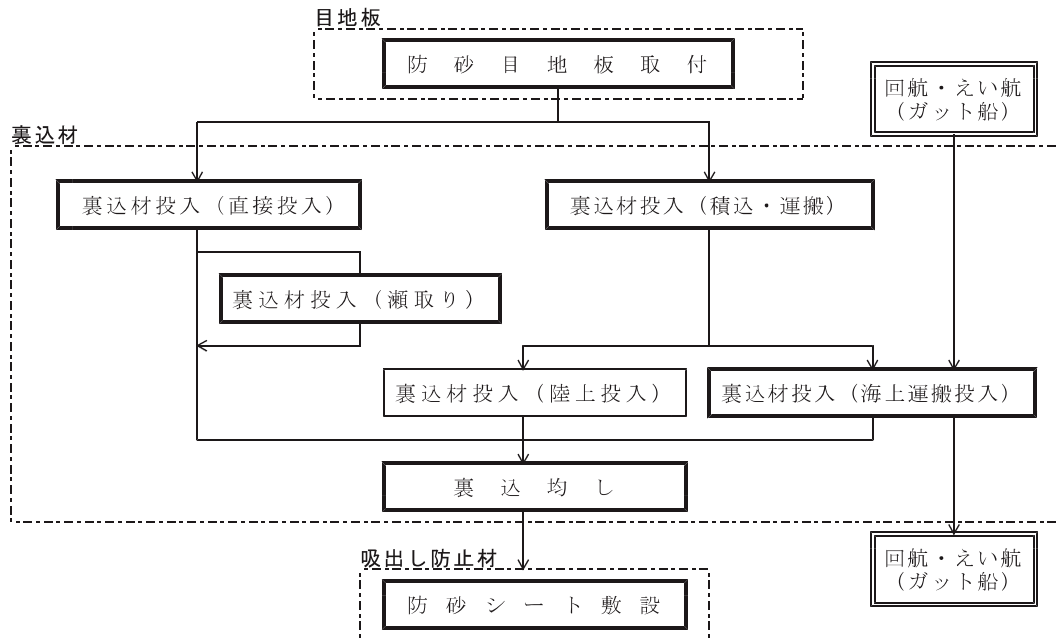 目地板
防砂目地板取付
回航・えい航
（ガット船）
裏込材
裏込材投入（直接投入）
裏込材投入（積込・運搬）
裏込材投入（瀬取り）
裏込材投入（陸上投入）
裏込材投入（海上運搬投入）
裏込均し
吸出し防止材
防砂シート敷設
回航・えい航
（ガット船）